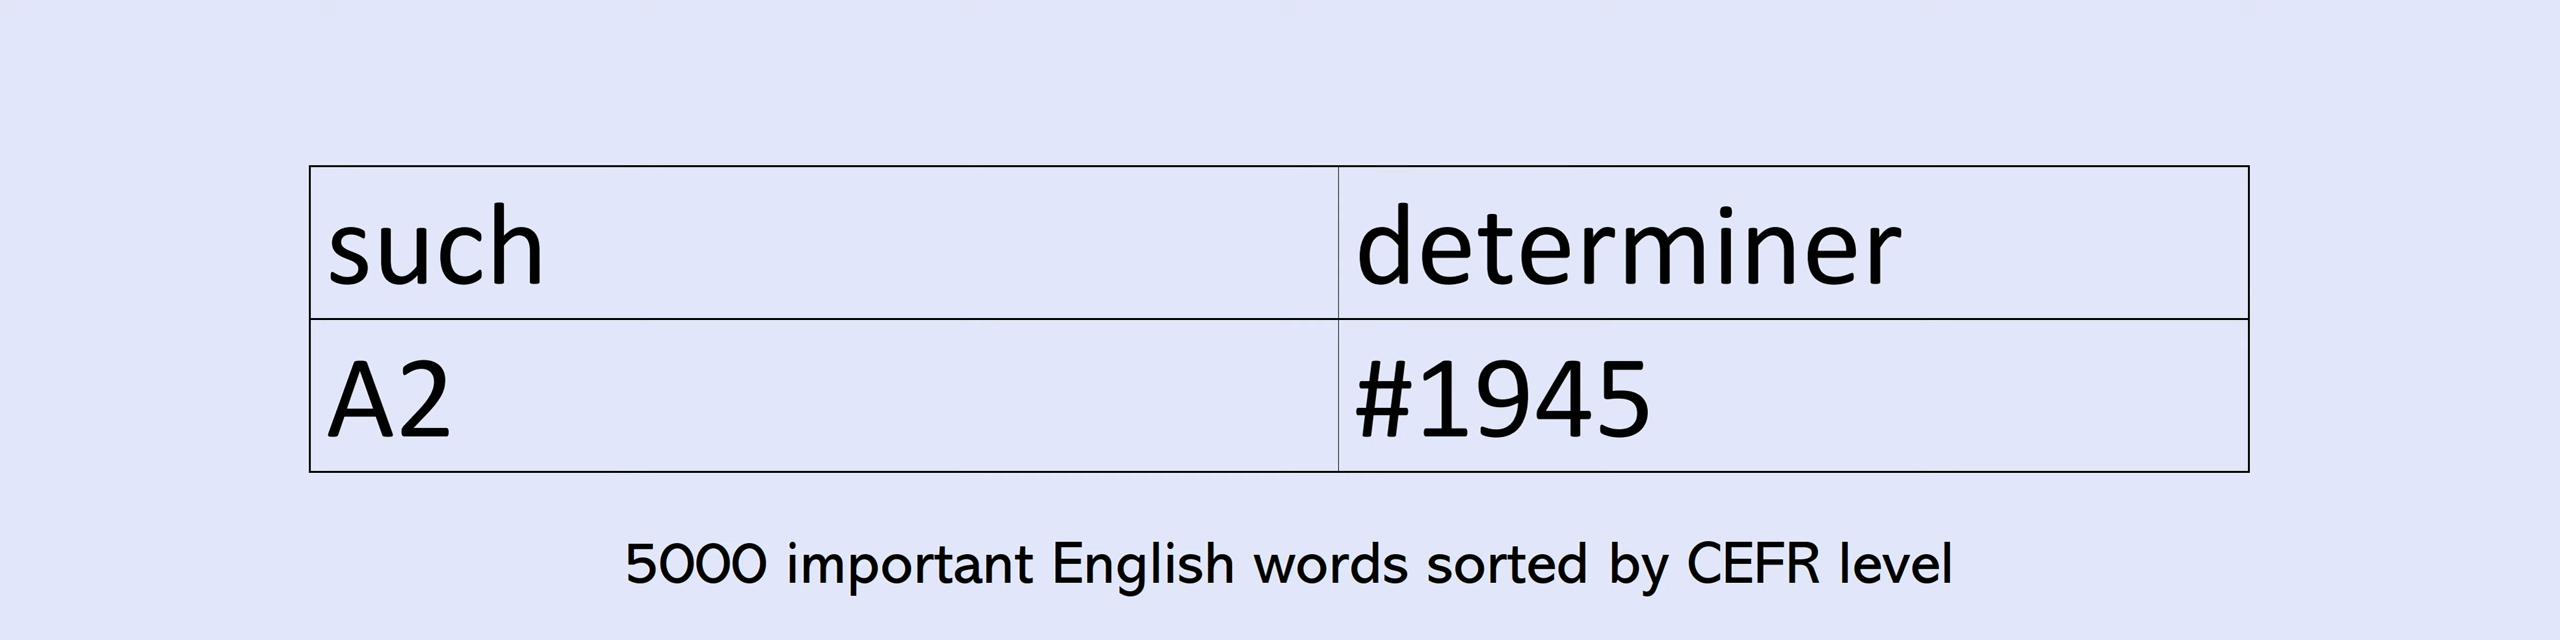 such determiner
A2 #1945
5000 important English words sorted by CEFR level